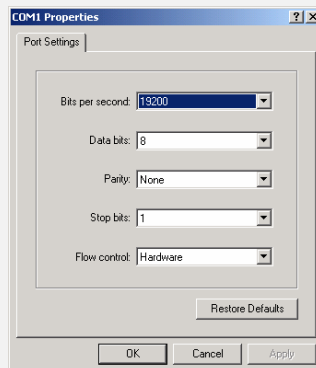 COM1 Properties
Port Settings
Bits per second: 19200
Data bits: 8
Parity: None
Stop bits: 1
Flow control: Hardware
Restore Defaults
OK Cancel Apply